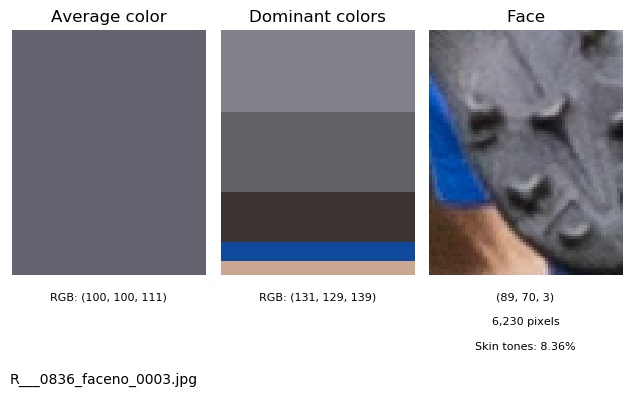 Average color
Dominant colors
Face
RGB: (100, 100, 111)
RGB: (131, 129, 139)
(89, 70, 3)
6,230 pixels
Skin tones: 8.36%
R___0836_faceno_0003.jpg